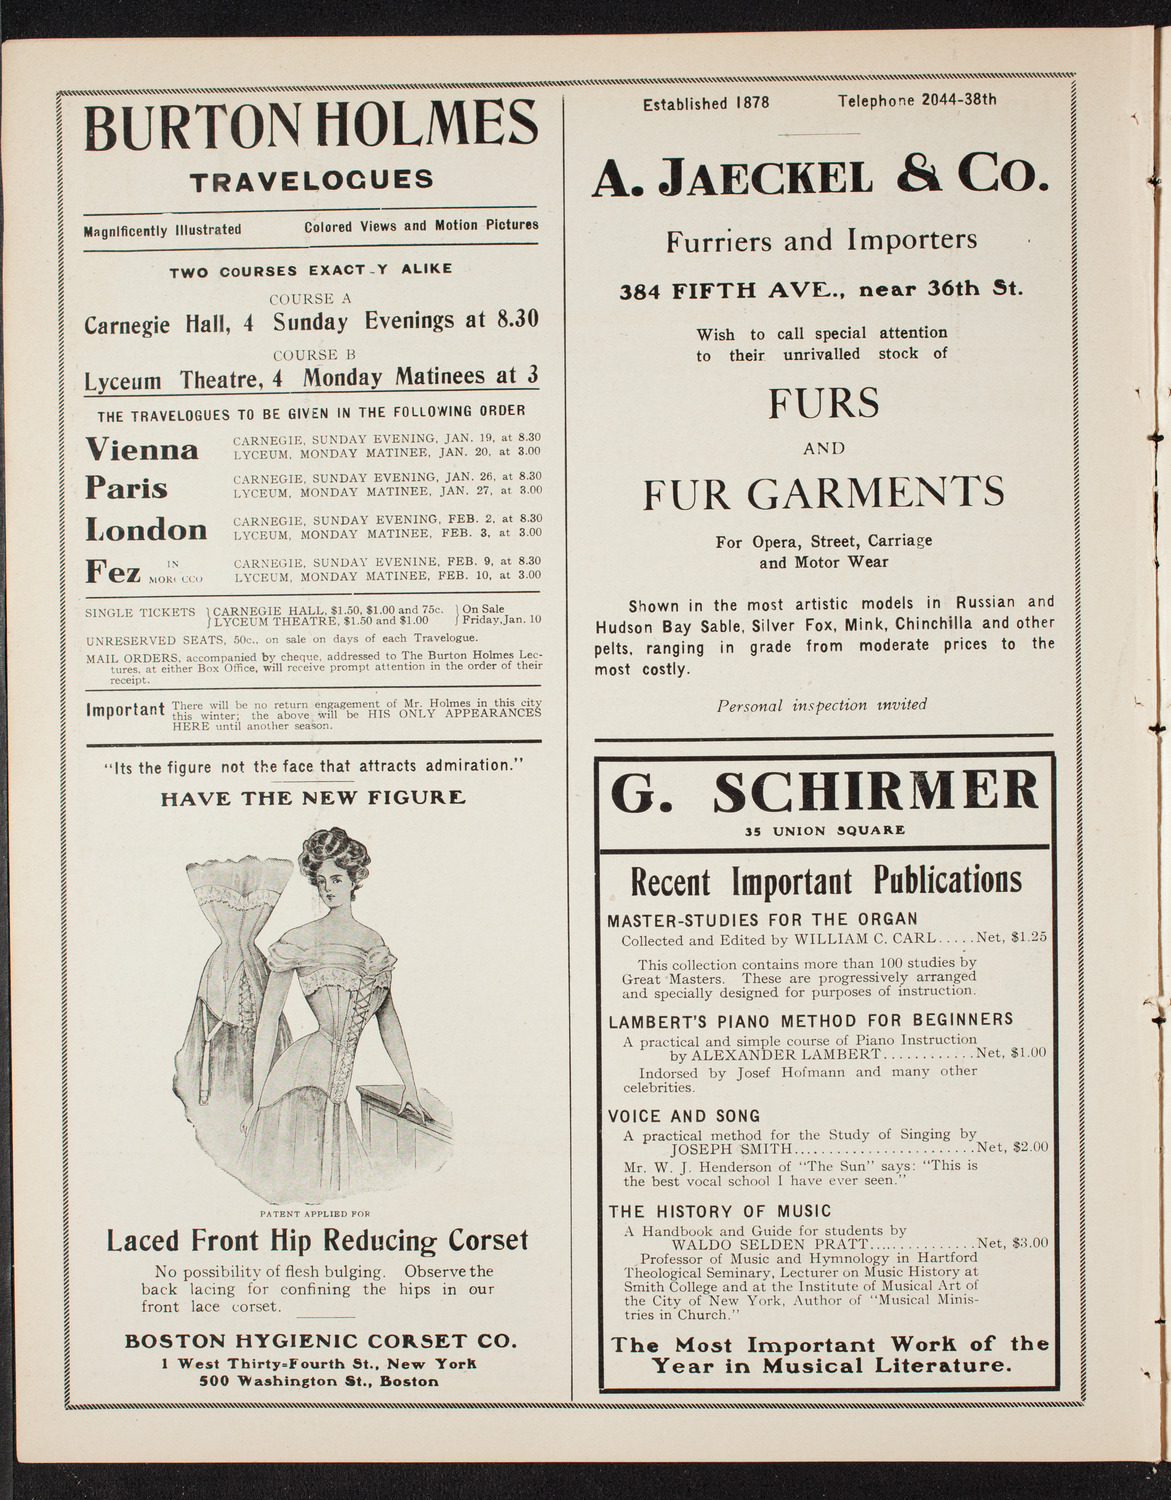 BURTON HOLMES
TRAVELOGUES
Magnificently Illustrated Colored Views and Motion Pictures
TWO COURSES EXACT-Y ALIKE
COURSE A
Carnegie Hall, 4 Sunday Evenings at 8.30
COURSE B
Lyceum Theatre, 4 Monday Matinees at 3
THE TRAVELOGUES TO BE GIVEN IN THE FOLLOWING ORDER
Vienna CARNEGIE, SUNDAY EVENING, JAN. 19, at 8.30
LYCEUM, MONDAY MATINEE, JAN. 20, at 3.00
Paris CARNEGIE, SUNDAY EVENING, JAN. 26, at 8.30
LYCEUM, MONDAY MATINEE, JAN. 27, at 3.00
London CARNEGIE, SUNDAY EVENING, FEB. 2, at 8.30
LYCEUM, MONDAY MATINEE, FEB. 3, at 3.00
Fez IN MOROCCO CARNEGIE, SUNDAY EVENINE, FEB. 9, at 8.30
LYCEUM, MONDAY MATINEE, FEB. 10, at 3.00
SINGLE TICKETS } CARNEGIE HALL, $1.50, $1.00 and 75c. } On Sale
} LYCEUM THEATRE, $1.50 and $1.00 } Friday, Jan. 10
UNRESERVED SEATS, 50c., on sale on days of each Travelogue.
MAIL ORDERS, accompanied by cheque, addressed to The Burton Holmes Lec-
tures, at either Box Office, will receive prompt attention in the order of their
receipt.
Important There will be no return engagement of Mr. Holmes in this city
this winter; the above will be HIS ONLY APPEARANCES
HERE until another season.
"Its the figure not the face that attracts admiration."
HAVE THE NEW FIGURE
PATENT APPLIED FOR
Laced Front Hip Reducing Corset
No possibility of flesh bulging. Observe the
back lacing for confining the hips in our
front lace corset.
BOSTON HYGIENIC CORSET CO.
1 West Thirty=Fourth St., New York
500 Washington St., Boston
Established 1878 Telephone 2044-38th
A. JAECKEL & CO.
Furriers and Importers
384 FIFTH AVE., near 36th St.
Wish to call special attention
to their unrivalled stock of
FURS
AND
FUR GARMENTS
For Opera, Street, Carriage
and Motor Wear
Shown in the most artistic models in Russian and
Hudson Bay Sable, Silver Fox, Mink, Chinchilla and other
pelts, ranging in grade from moderate prices to the
most costly.
Personal inspection invited
G. SCHIRMER
35 UNION SQUARE
Recent Important Publications
MASTER-STUDIES FOR THE ORGAN
Collected and Edited by WILLIAM C. CARL.....Net, $1.25
This collection contains more than 100 studies by
Great Masters. These are progressively arranged
and specially designed for purposes of instruction.
LAMBERT'S PIANO METHOD FOR BEGINNERS
A practical and simple course of Piano Instruction
by ALEXANDER LAMBERT............Net, $1.00
Indorsed by Josef Hofmann and many other
celebrities.
VOICE AND SONG
A practical method for the Study of Singing by
JOSEPH SMITH........................Net, $2.00
Mr. W. J. Henderson of "The Sun" says: "This is
the best vocal school I have ever seen."
THE HISTORY OF MUSIC
A Handbook and Guide for students by
WALDO SELDEN PRATT..............Net, $3.00
Professor of Music and Hymnology in Hartford
Theological Seminary, Lecturer on Music History at
Smith College and at the Institute of Musical Art of
the City of New York, Author of "Musical Minis-
tries in Church."
The Most Important Work of the
Year in Musical Literature.